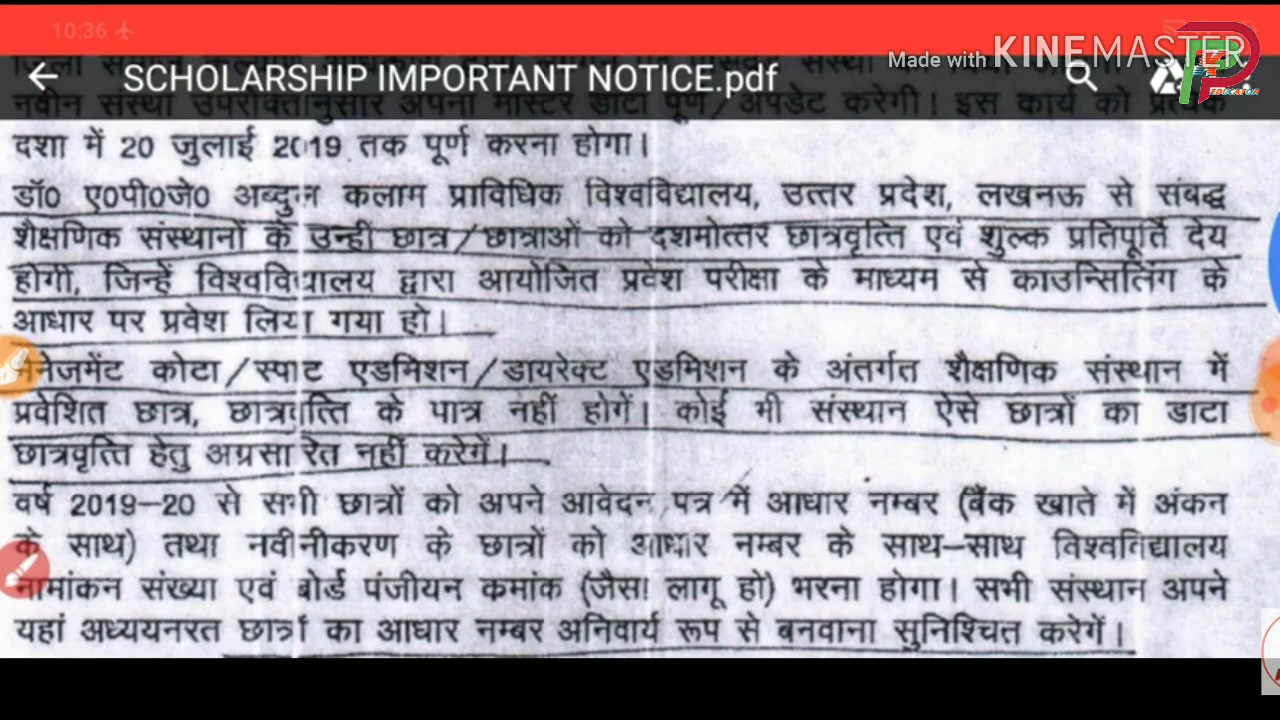 10:36
Made with KINEMASTER
EDUCATOR
SCHOLARSHIP IMPORTANT NOTICE.pdf
नवीन संस्था उपरोक्तानुसार अपना मास्टर डाटा पूर्ण/अपडेट करेगी। इस कार्य को प्रत्येक
दशा में 20 जुलाई 2019 तक पूर्ण करना होगा।
डॉ0 ए0पी0जे0 अब्दुल कलाम प्राविधिक विश्वविद्यालय, उत्तर प्रदेश, लखनऊ से संबद्ध
शैक्षणिक संस्थानों के उन्हीं छात्र/छात्राओं को दशमोत्तर छात्रवृत्ति एवं शुल्क प्रतिपूर्ति देय
होगी, जिन्हें विश्वविद्यालय द्वारा आयोजित प्रवेश परीक्षा के माध्यम से काउन्सिलिंग के
आधार पर प्रवेश लिया गया हो।
मैनेजमेंट कोटा/स्पाट एडमिशन/डायरेक्ट एडमिशन के अंतर्गत शैक्षणिक संस्थान में
प्रवेशित छात्र, छात्रवृत्ति के पात्र नहीं होगें। कोई भी संस्थान ऐसे छात्रों का डाटा
छात्रवृत्ति हेतु अग्रसारित नहीं करेगें।
वर्ष 2019–20 से सभी छात्रों को अपने आवेदन पत्र में आधार नम्बर (बैंक खाते में अंकन
के साथ) तथा नवीनीकरण के छात्रों को आधार नम्बर के साथ–साथ विश्वविद्यालय
नामांकन संख्या एवं बोर्ड पंजीयन कमांक (जैसा लागू हो) भरना होगा। सभी संस्थान अपने
यहां अध्ययनरत छात्रों का आधार नम्बर अनिवार्य रूप से बनवाना सुनिश्चित करेगें।